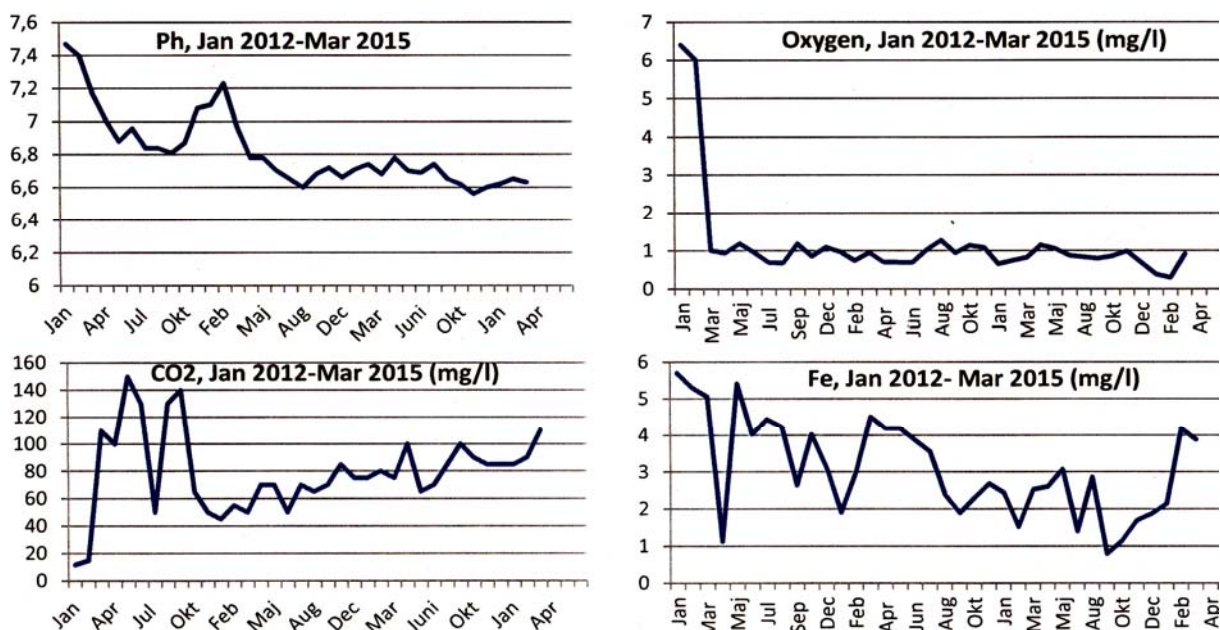 Ph, Jan 2012-Mar 2015
7,6
7,4
7,2
7
6,8
6,6
6,4
6,2
6
Jan
Apr
Jul
Okt
Feb
Maj
Aug
Dec
Mar
Juni
Okt
Jan
Apr
Oxygen, Jan 2012-Mar 2015 (mg/l)
7
6
5
4
3
2
1
0
Jan
Mar
Maj
Jul
Sep
Dec
Feb
Apr
Jun
Aug
Okt
Jan
Mar
Maj
Aug
Okt
Dec
Feb
Apr
CO2, Jan 2012-Mar 2015 (mg/l)
160
140
120
100
80
60
40
20
0
Jan
Apr
Jul
Okt
Feb
Maj
Aug
Dec
Mar
Juni
Okt
Jan
Apr
Fe, Jan 2012- Mar 2015 (mg/l)
6
5
4
3
2
1
0
Jan
Mar
Maj
Jul
Sep
Dec
Feb
Apr
Jun
Aug
Okt
Jan
Mar
Maj
Aug
Okt
Dec
Feb
Apr